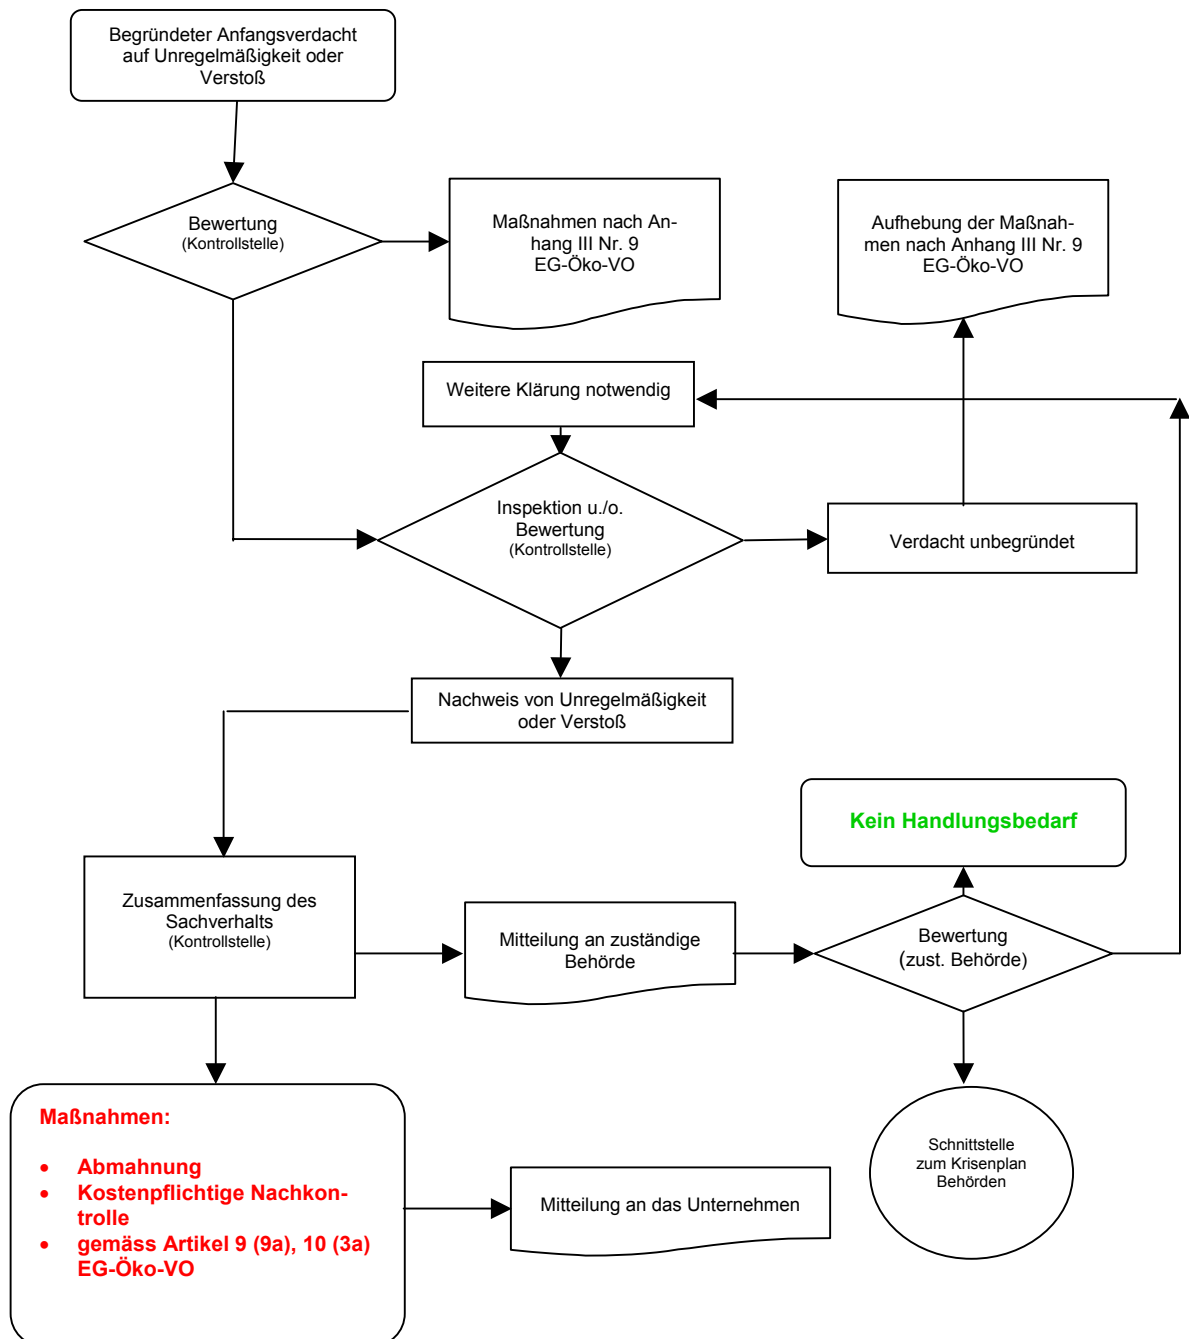 Begründeter Anfangsverdacht
auf Unregelmäßigkeit oder
Verstoß
Bewertung
(Kontrollstelle)
Maßnahmen nach An-
hang III Nr. 9
EG-Öko-VO
Aufhebung der Maßnah-
men nach Anhang III Nr. 9
EG-Öko-VO
Weitere Klärung notwendig
Inspektion u./o.
Bewertung
(Kontrollstelle)
Verdacht unbegründet
Nachweis von Unregelmäßigkeit
oder Verstoß
Kein Handlungsbedarf
Zusammenfassung des
Sachverhalts
(Kontrollstelle)
Mitteilung an zuständige
Behörde
Bewertung
(zust. Behörde)
Maßnahmen:
• Abmahnung
• Kostenpflichtige Nachkon-
trolle
• gemäss Artikel 9 (9a), 10 (3a)
EG-Öko-VO
Mitteilung an das Unternehmen
Schnittstelle
zum Krisenplan
Behörden